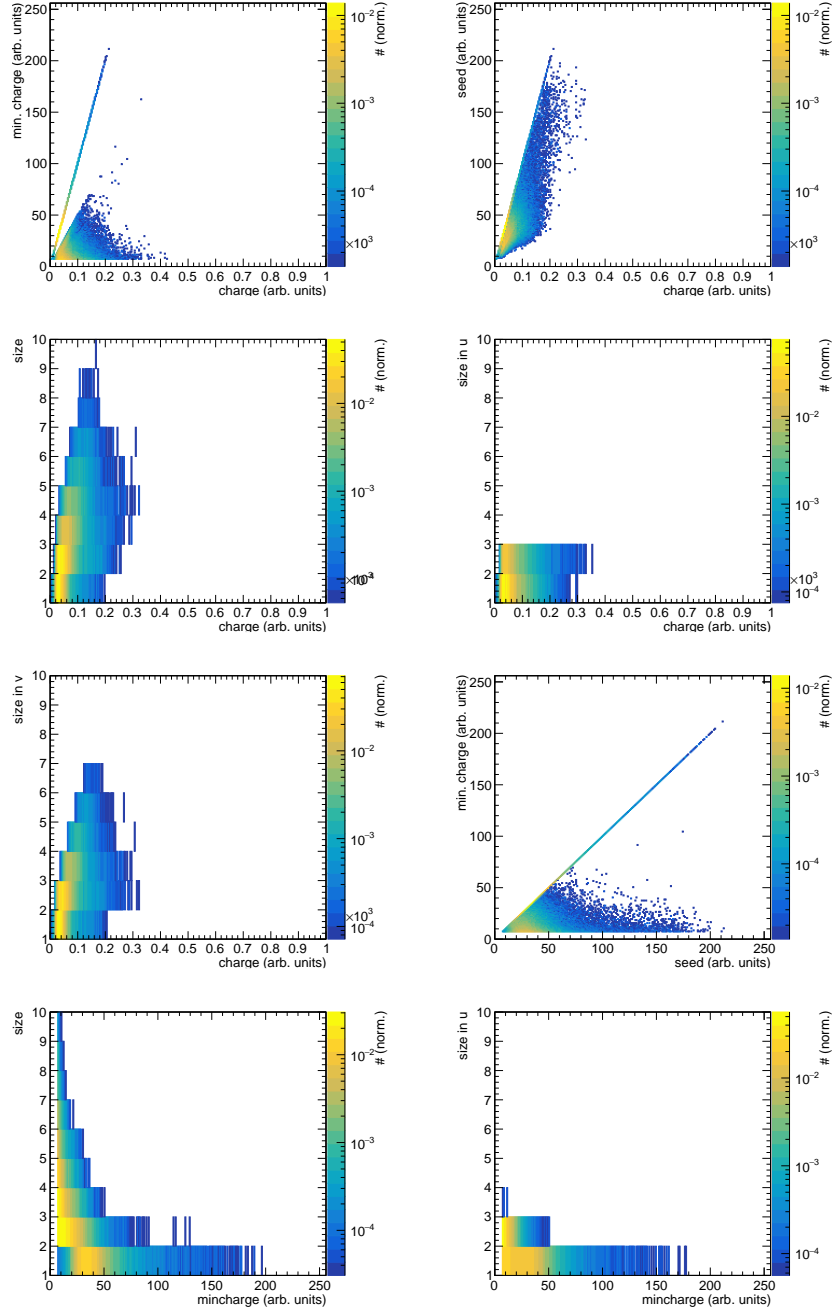 min. charge (arb. units)
250
200
150
100
50
0
0 0.1 0.2 0.3 0.4 0.5 0.6 0.7 0.8 0.9 1
charge (arb. units)
×10³
10⁻²
10⁻³
10⁻⁴
# (norm.)
seed (arb. units)
250
200
150
100
50
0
0 0.1 0.2 0.3 0.4 0.5 0.6 0.7 0.8 0.9 1
charge (arb. units)
×10³
10⁻²
10⁻³
10⁻⁴
# (norm.)
size
10
9
8
7
6
5
4
3
2
1
0 0.1 0.2 0.3 0.4 0.5 0.6 0.7 0.8 0.9 1
charge (arb. units)
10⁻²
10⁻³
# (norm.)
size in u
10
9
8
7
6
5
4
3
2
1
0 0.1 0.2 0.3 0.4 0.5 0.6 0.7 0.8 0.9 1
charge (arb. units)
×10³
10⁻²
10⁻³
10⁻⁴
# (norm.)
size in v
10
9
8
7
6
5
4
3
2
1
0 0.1 0.2 0.3 0.4 0.5 0.6 0.7 0.8 0.9 1
charge (arb. units)
×10³
10⁻²
10⁻³
10⁻⁴
# (norm.)
min. charge (arb. units)
250
200
150
100
50
0
0 50 100 150 200 250
seed (arb. units)
10⁻²
10⁻³
10⁻⁴
# (norm.)
size
10
9
8
7
6
5
4
3
2
1
0 50 100 150 200 250
mincharge (arb. units)
10⁻²
10⁻³
10⁻⁴
# (norm.)
size in u
10
9
8
7
6
5
4
3
2
1
0 50 100 150 200 250
mincharge (arb. units)
10⁻²
10⁻³
10⁻⁴
# (norm.)